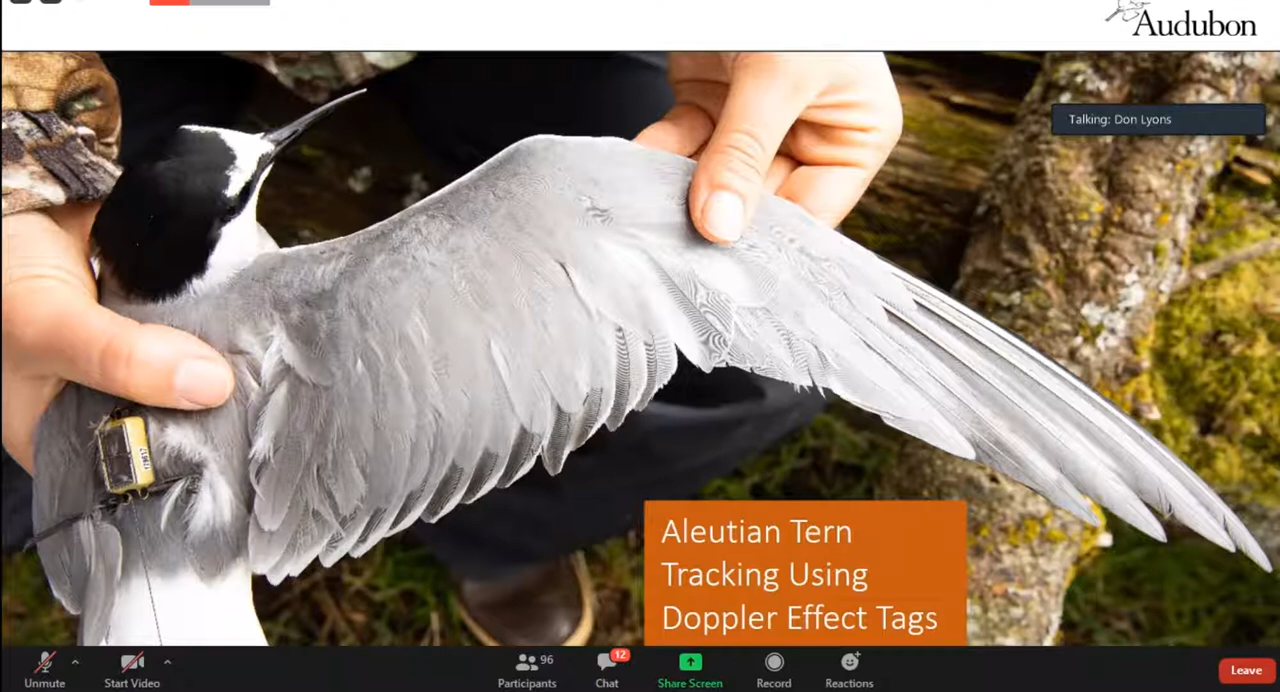 Audubon
Talking: Don Lyons
Aleutian Tern
Tracking Using
Doppler Effect Tags
Unmute
Start Video
96
Participants
12
Chat
Share Screen
Record
Reactions
Leave